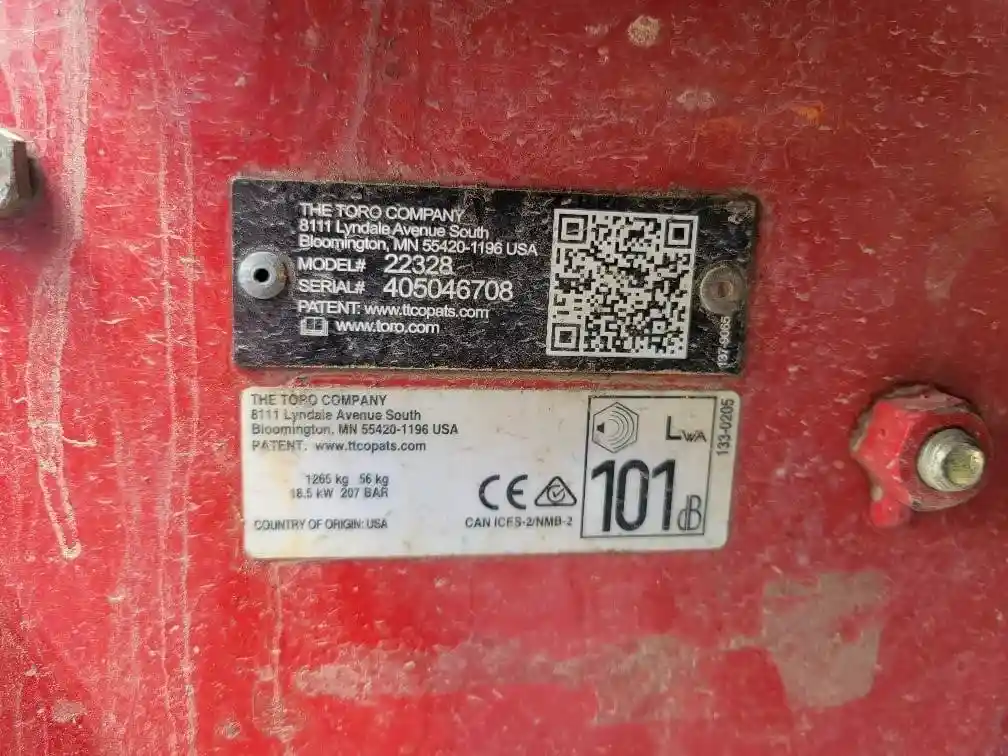 THE TORO COMPANY
8111 Lyndale Avenue South
Bloomington, MN 55420-1196 USA
MODEL# 22328
SERIAL# 405046708
PATENT: www.ttcopats.com
www.toro.com
137-9065
THE TORO COMPANY
8111 Lyndale Avenue South
Bloomington, MN 55420-1196 USA
PATENT: www.ttcopats.com
1265 kg 56 kg
18.5 kW 207 BAR
COUNTRY OF ORIGIN: USA
CE
CAN ICES-2/NMB-2
LWA
101 dB
133-0205